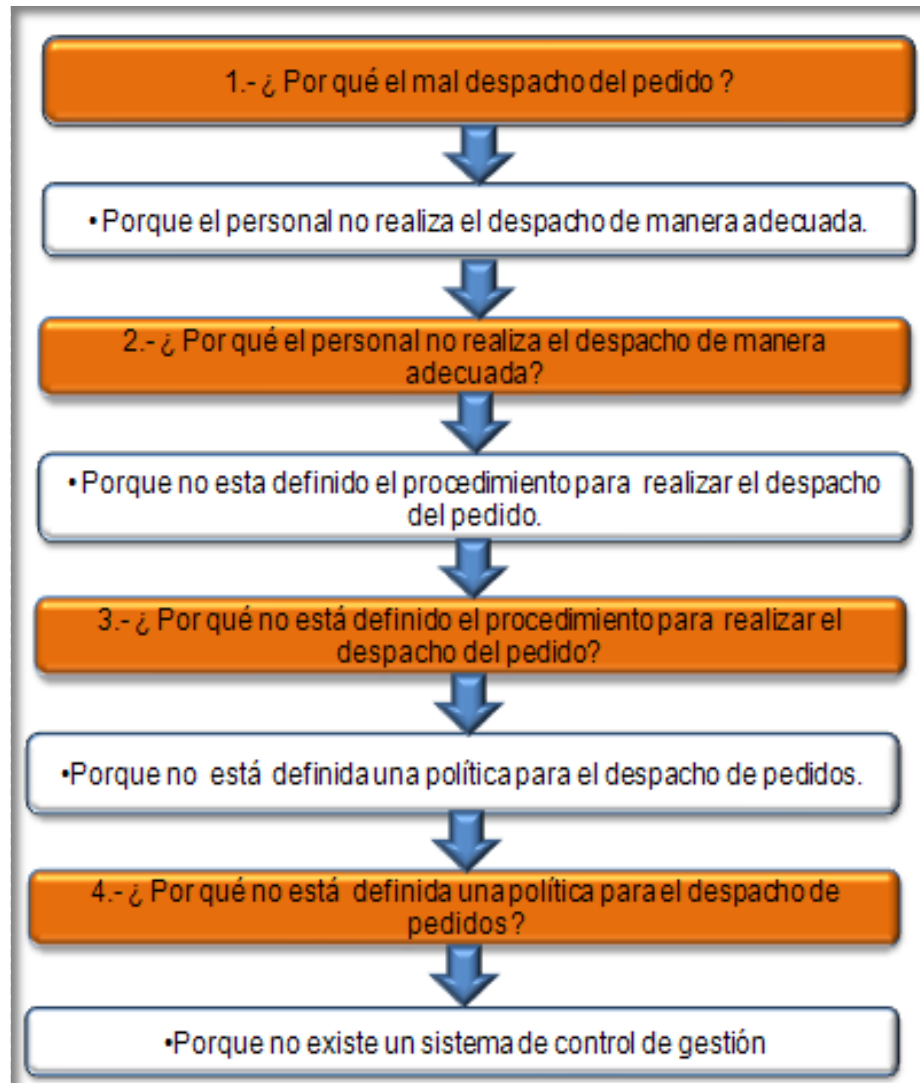 1.- ¿ Por qué el mal despacho del pedido ?
• Porque el personal no realiza el despacho de manera adecuada.
2.- ¿ Por qué el personal no realiza el despacho de manera
adecuada?
• Porque no esta definido el procedimiento para realizar el despacho
del pedido.
3.- ¿ Por qué no está definido el procedimiento para realizar el
despacho del pedido?
•Porque no está definida una política para el despacho de pedidos.
4.- ¿ Por qué no está definida una política para el despacho de
pedidos ?
•Porque no existe un sistema de control de gestión